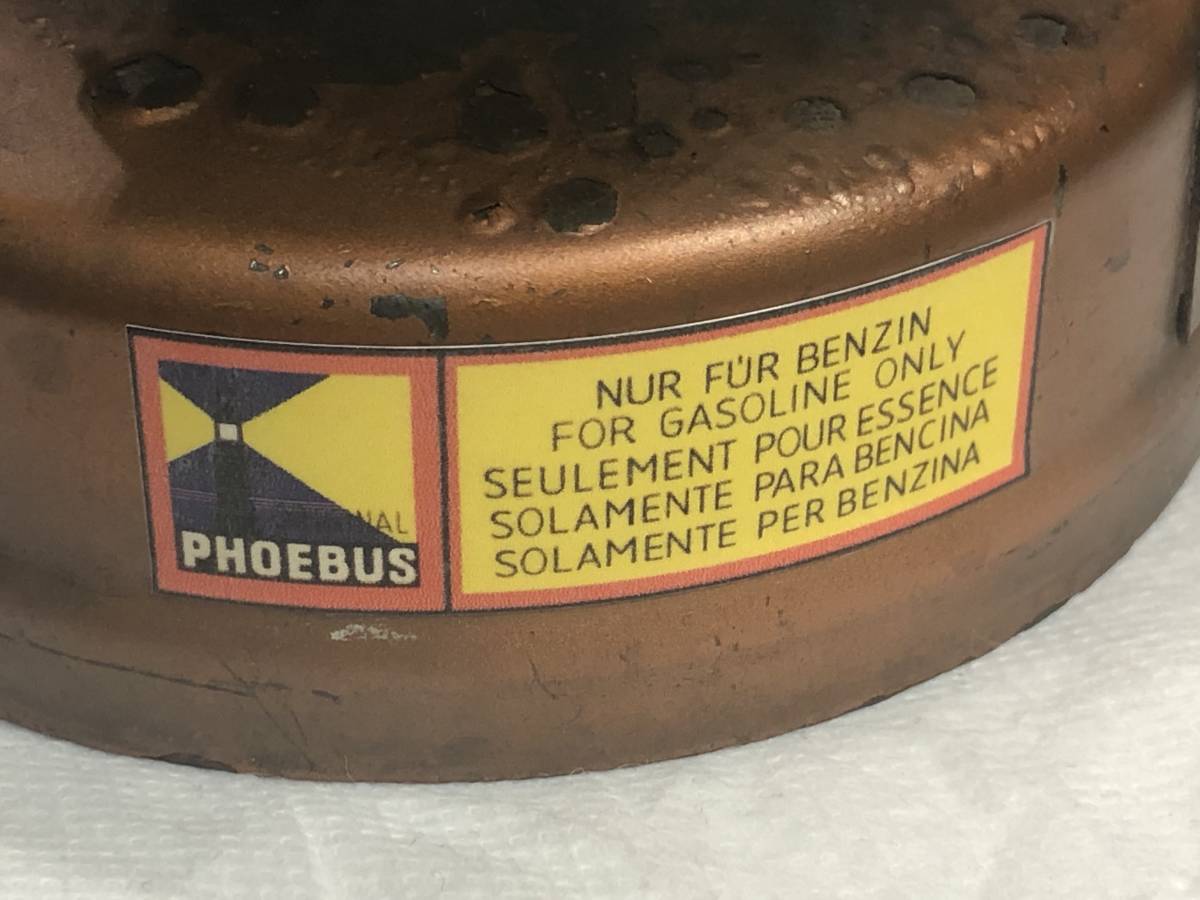 PHOEBUS
NUR FÜR BENZIN
FOR GASOLINE ONLY
SEULEMENT POUR ESSENCE
SOLAMENTE PARA BENCINA
SOLAMENTE PER BENZINA